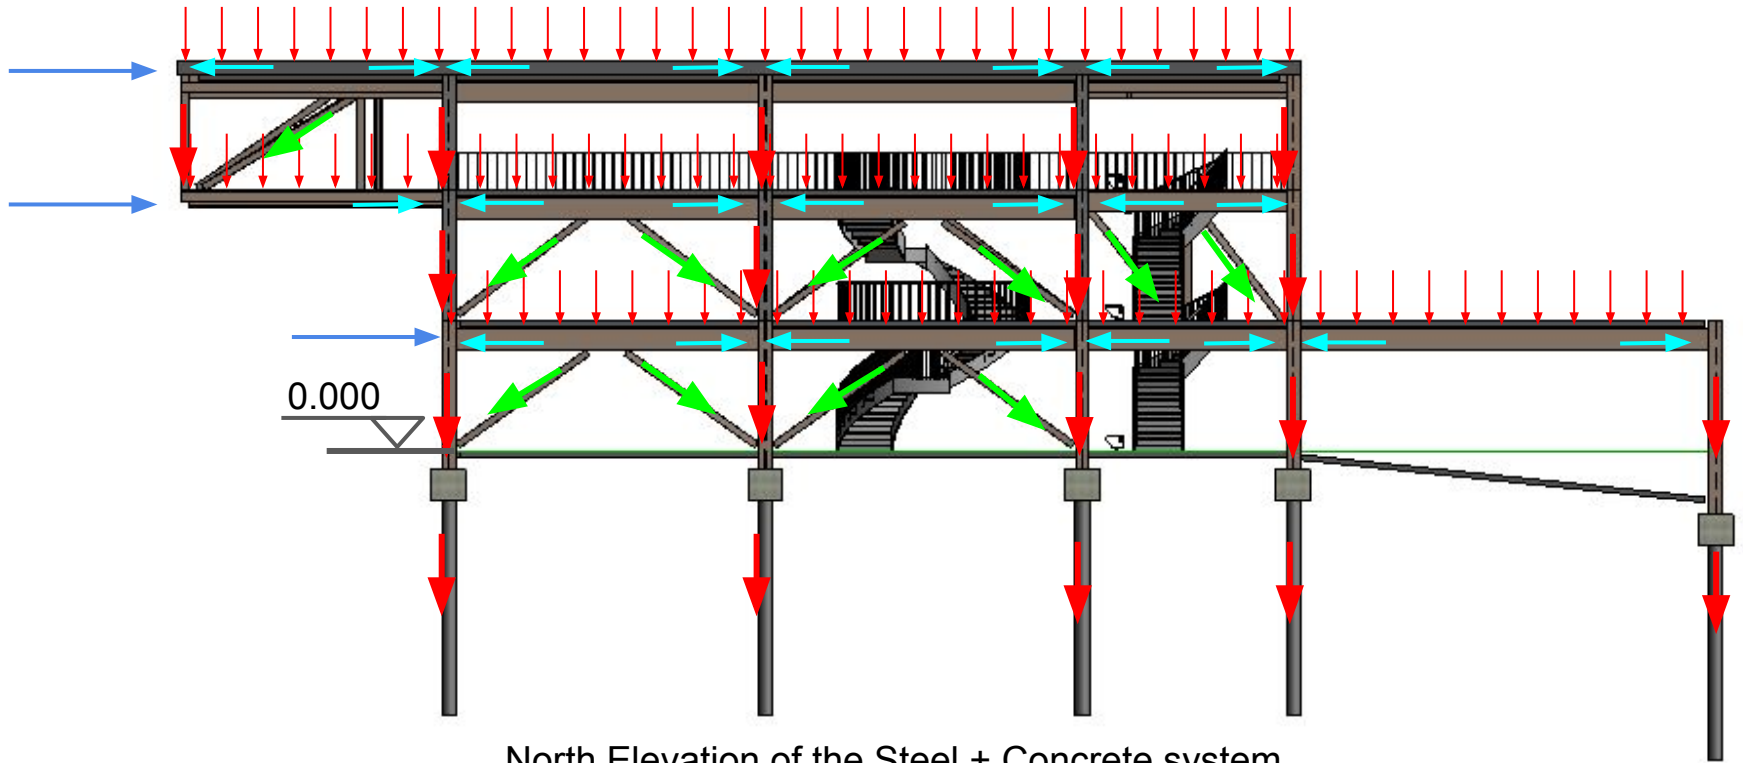 0.000
North Elevation of the Steel + Concrete system